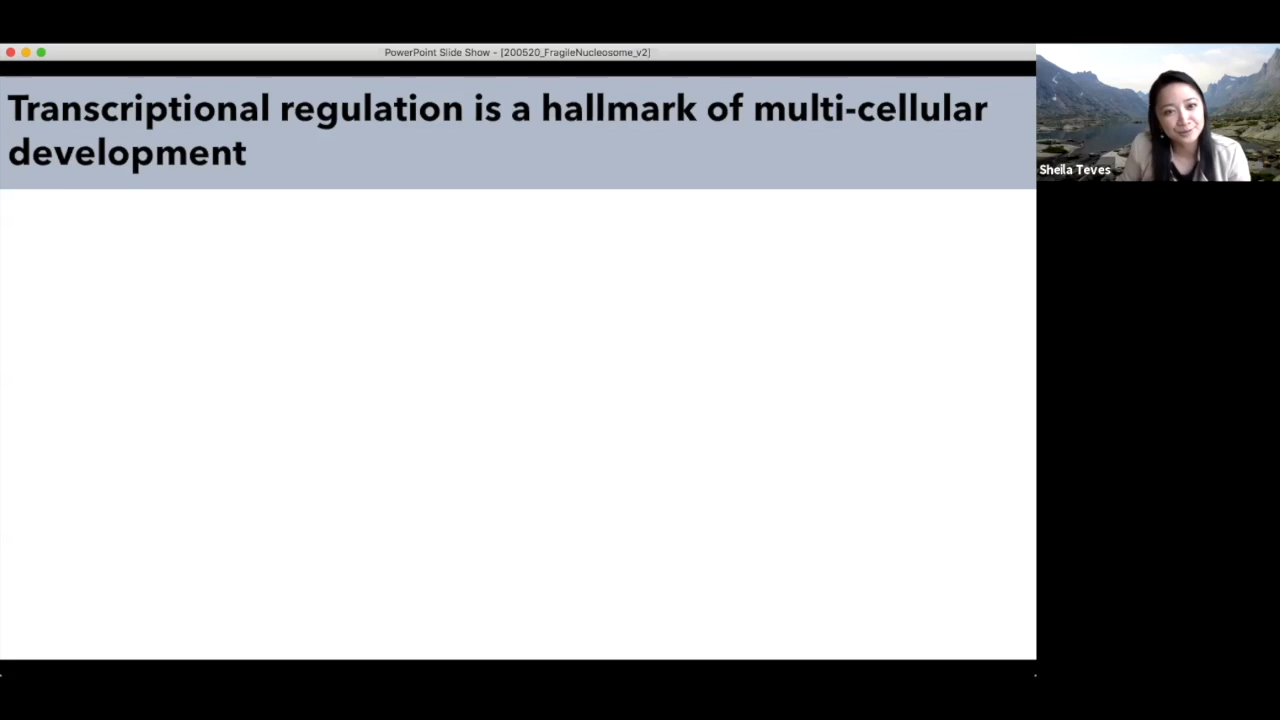 PowerPoint Slide Show - [200520_FragileNucleosome_v2]
Transcriptional regulation is a hallmark of multi-cellular
development
Sheila Teves